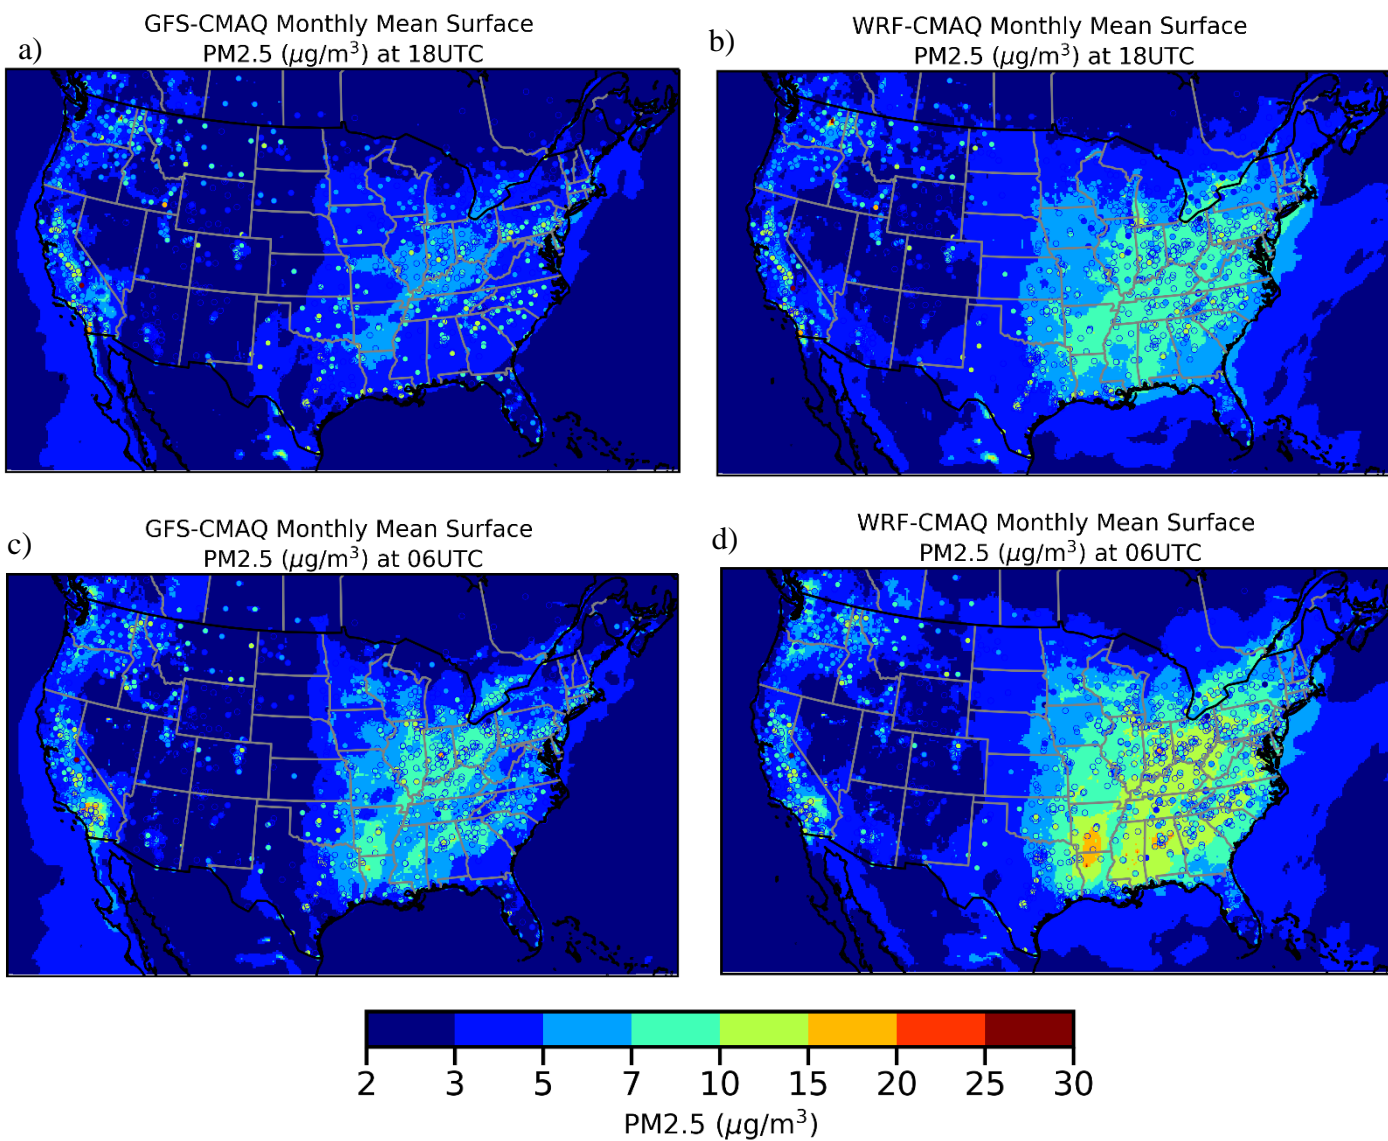 a)
GFS-CMAQ Monthly Mean Surface
PM2.5 (μg/m³) at 18UTC
b)
WRF-CMAQ Monthly Mean Surface
PM2.5 (μg/m³) at 18UTC
c)
GFS-CMAQ Monthly Mean Surface
PM2.5 (μg/m³) at 06UTC
d)
WRF-CMAQ Monthly Mean Surface
PM2.5 (μg/m³) at 06UTC
2 3 5 7 10 15 20 25 30
PM2.5 (μg/m³)